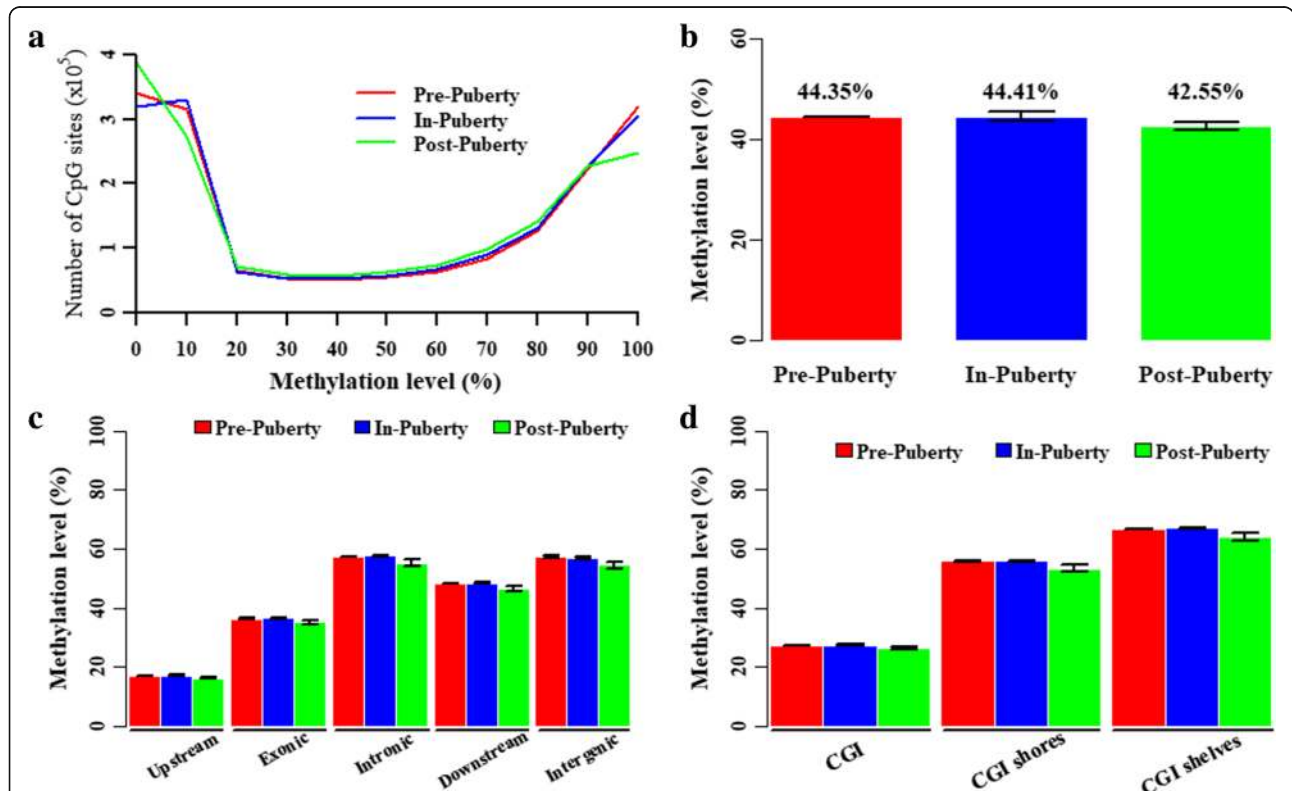 a
Number of CpG sites (x10⁵)
4
3
2
1
0
Pre-Puberty
In-Puberty
Post-Puberty
0 10 20 30 40 50 60 70 80 90 100
Methylation level (%)
b
Methylation level (%)
60
40
20
0
44.35% 44.41% 42.55%
Pre-Puberty In-Puberty Post-Puberty
c
Pre-Puberty In-Puberty Post-Puberty
Methylation level (%)
100
80
60
40
20
0
Upstream Exonic Intronic Downstream Intergenic
d
Pre-Puberty In-Puberty Post-Puberty
Methylation level (%)
100
80
60
40
20
0
CGI CGI shores CGI shelves